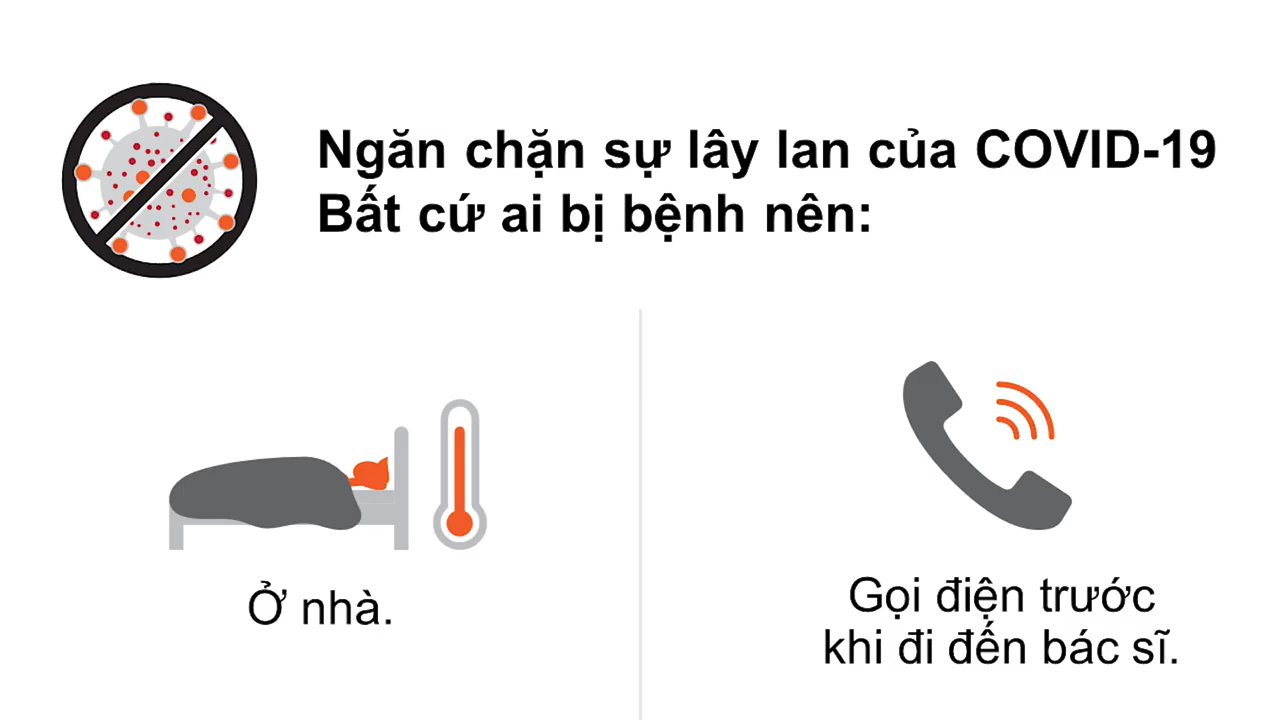 Ngăn chặn sự lây lan của COVID-19
Bất cứ ai bị bệnh nên:
Ở nhà.
Gọi điện trước
khi đi đến bác sĩ.